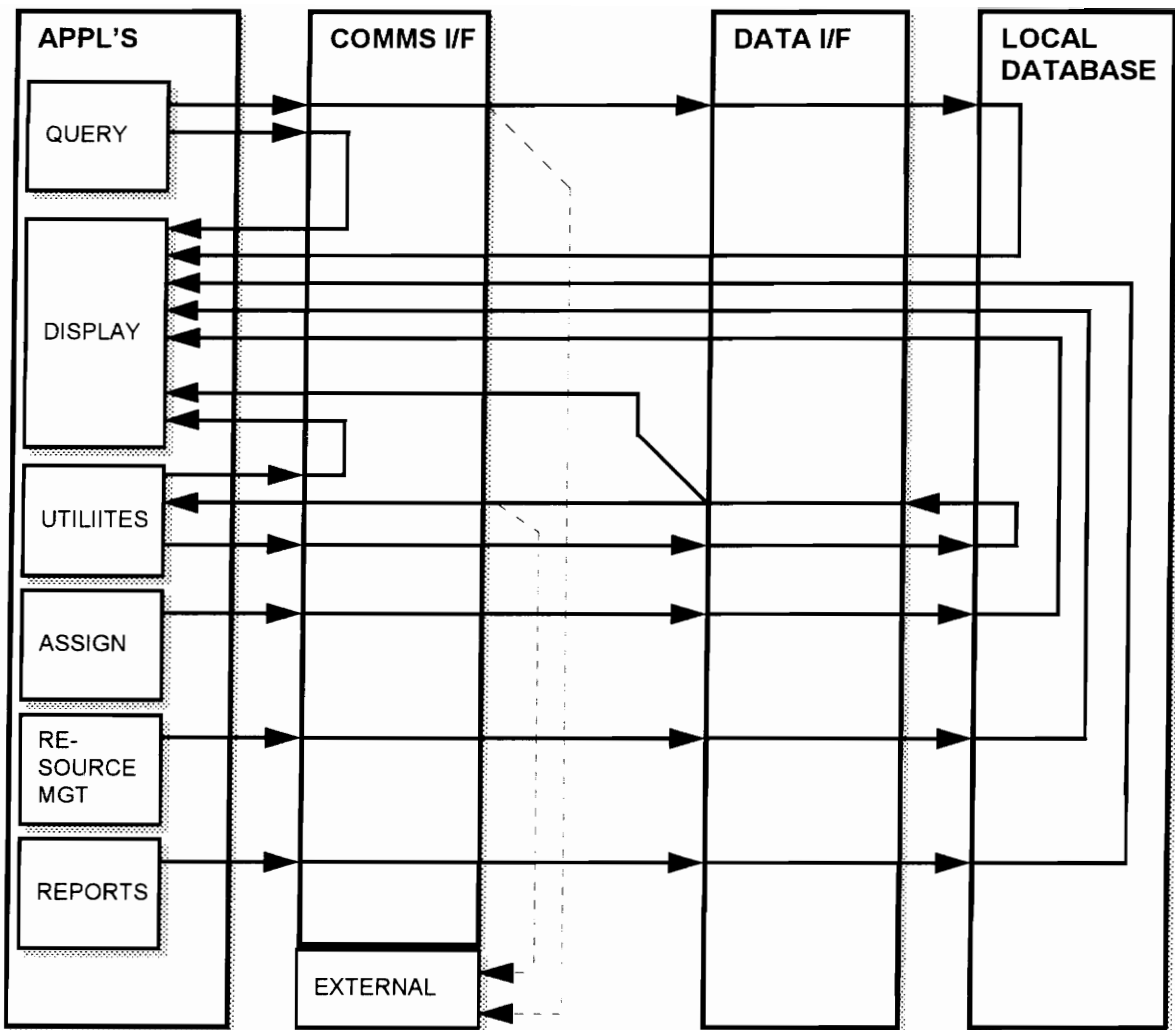 APPL'S
COMMS I/F
DATA I/F
LOCAL
DATABASE
QUERY
DISPLAY
UTILIITES
ASSIGN
RE-
SOURCE
MGT
REPORTS
EXTERNAL